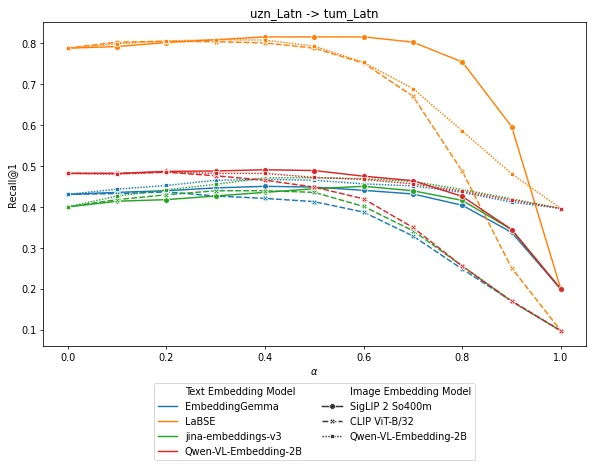 uzn_Latn -> tum_Latn
Recall@1
0.8
0.7
0.6
0.5
0.4
0.3
0.2
0.1
0.0 0.2 0.4 0.6 0.8 1.0
α
Text Embedding Model Image Embedding Model
EmbeddingGemma SigLIP 2 So400m
LaBSE CLIP ViT-B/32
jina-embeddings-v3 Qwen-VL-Embedding-2B
Qwen-VL-Embedding-2B